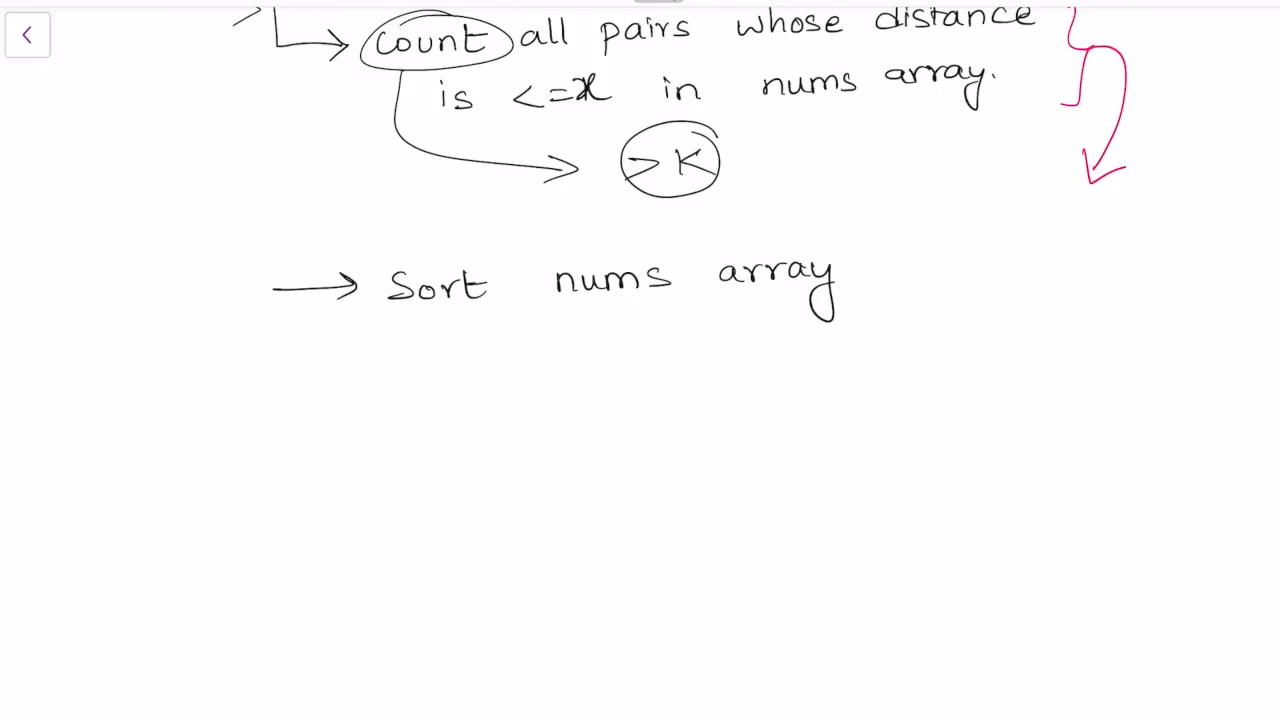 count all pairs whose distance
is <=x in nums array.
> K
Sort nums array